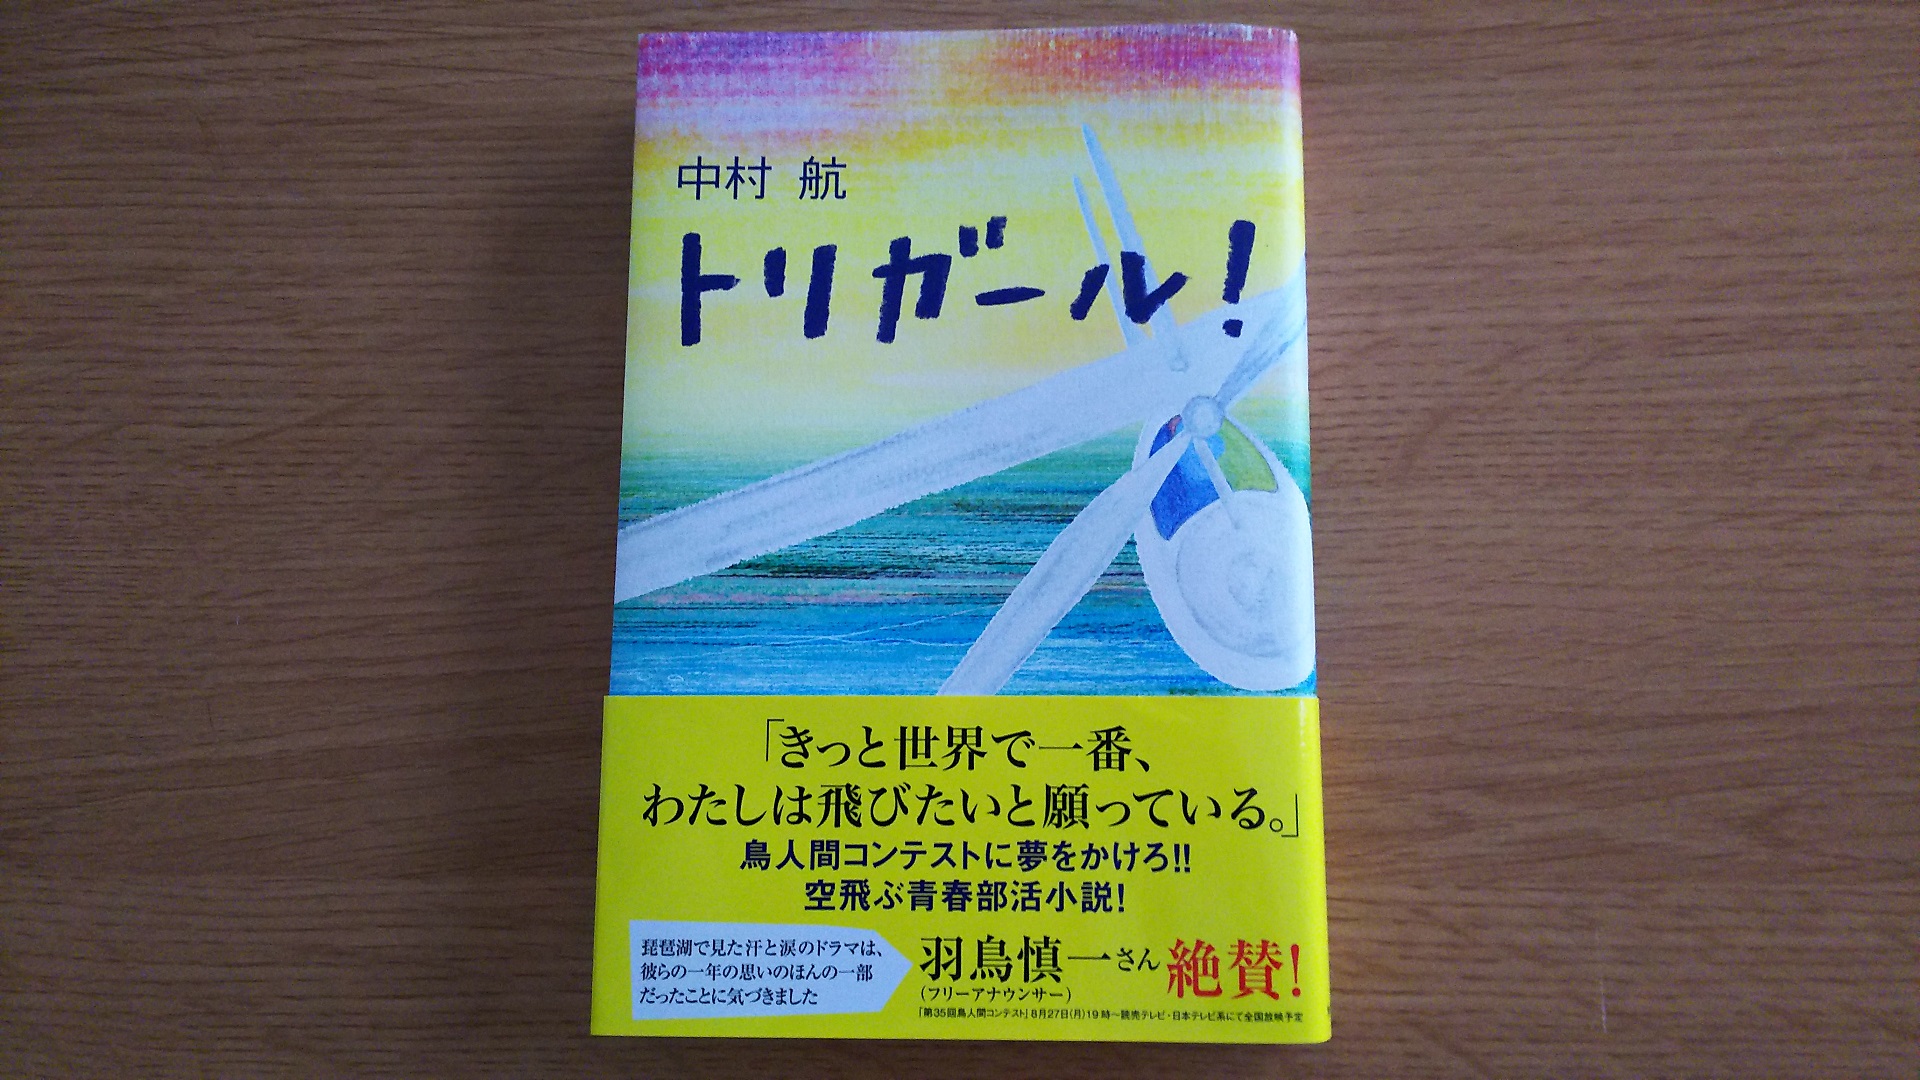 中村 航
トリガール!
「きっと世界で一番、
わたしは飛びたいと願っている。」
鳥人間コンテストに夢をかけろ!!
空飛ぶ青春部活小説!
琵琶湖で見た汗と涙のドラマは、
彼らの一年の思いのほんの一部
だったことに気づきました
羽鳥慎一さん絶賛!
(フリーアナウンサー)
「第35回鳥人間コンテスト」8月27日(月)19時～読売テレビ・日本テレビ系にて全国放映予定